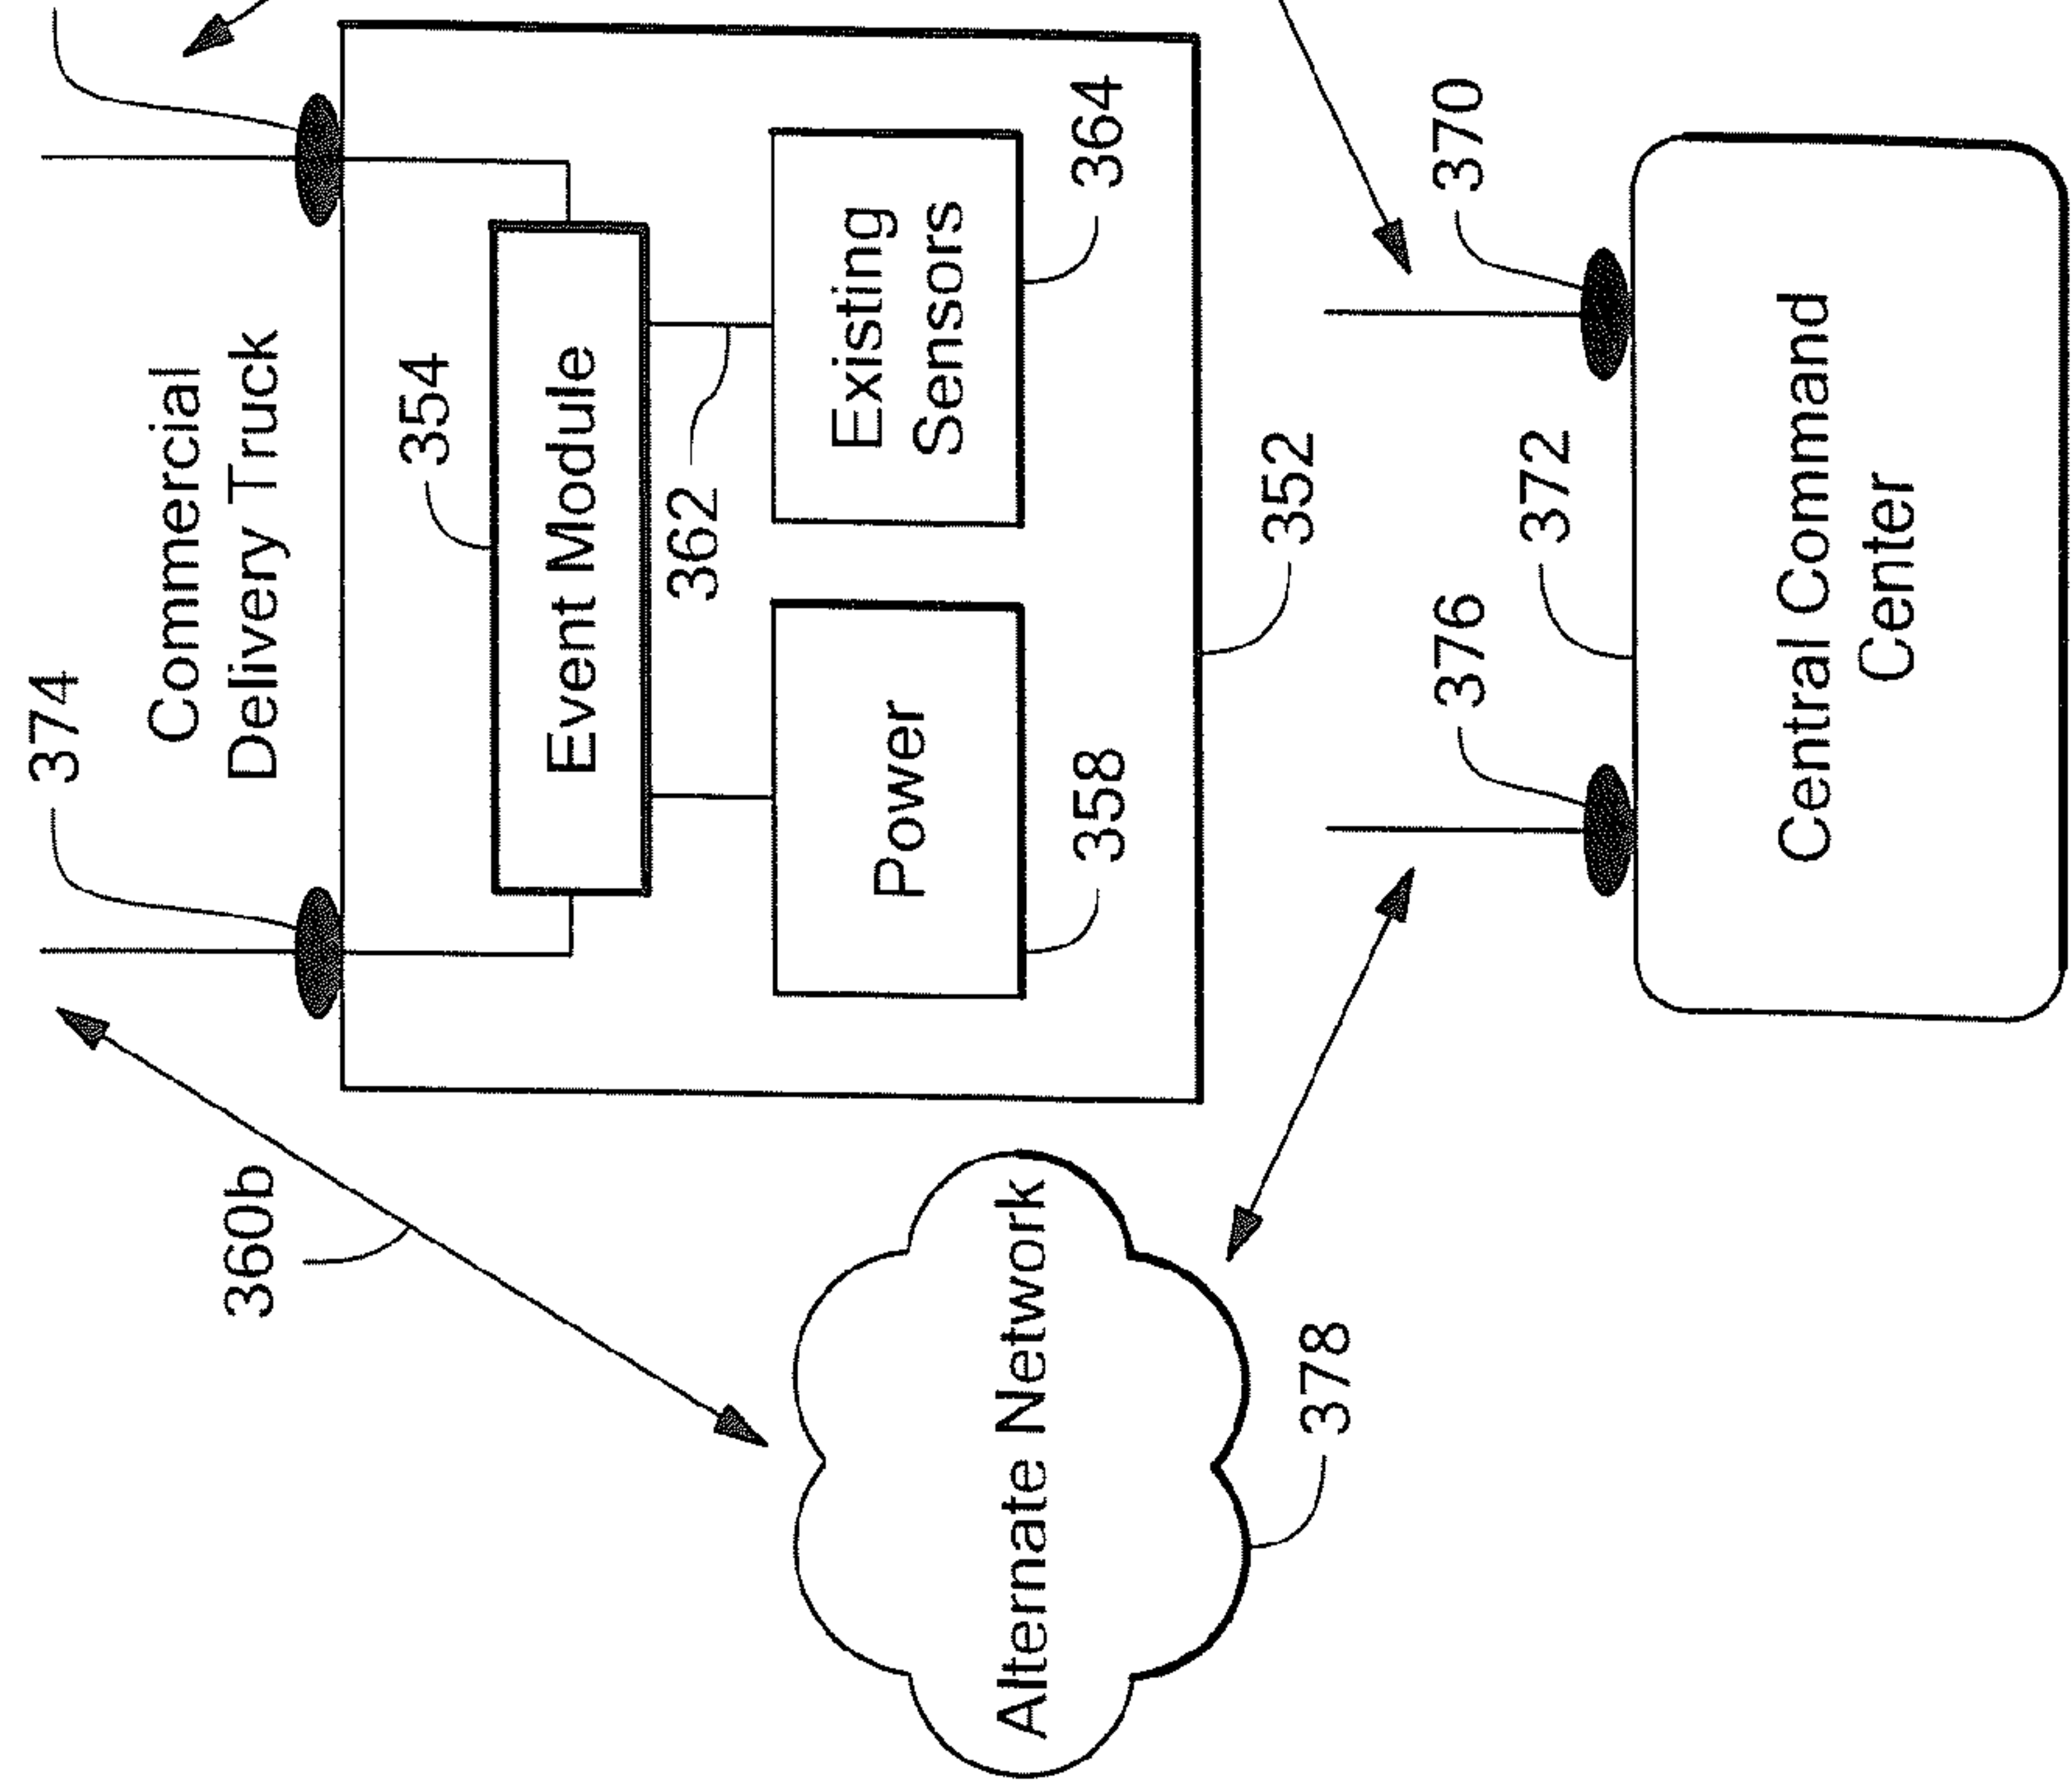 374
Commercial
Delivery Truck
360b
354
Event Module
362
Power
Existing
Sensors
358
364
Alternate Network
352
378
376
370
372
Central Command
Center